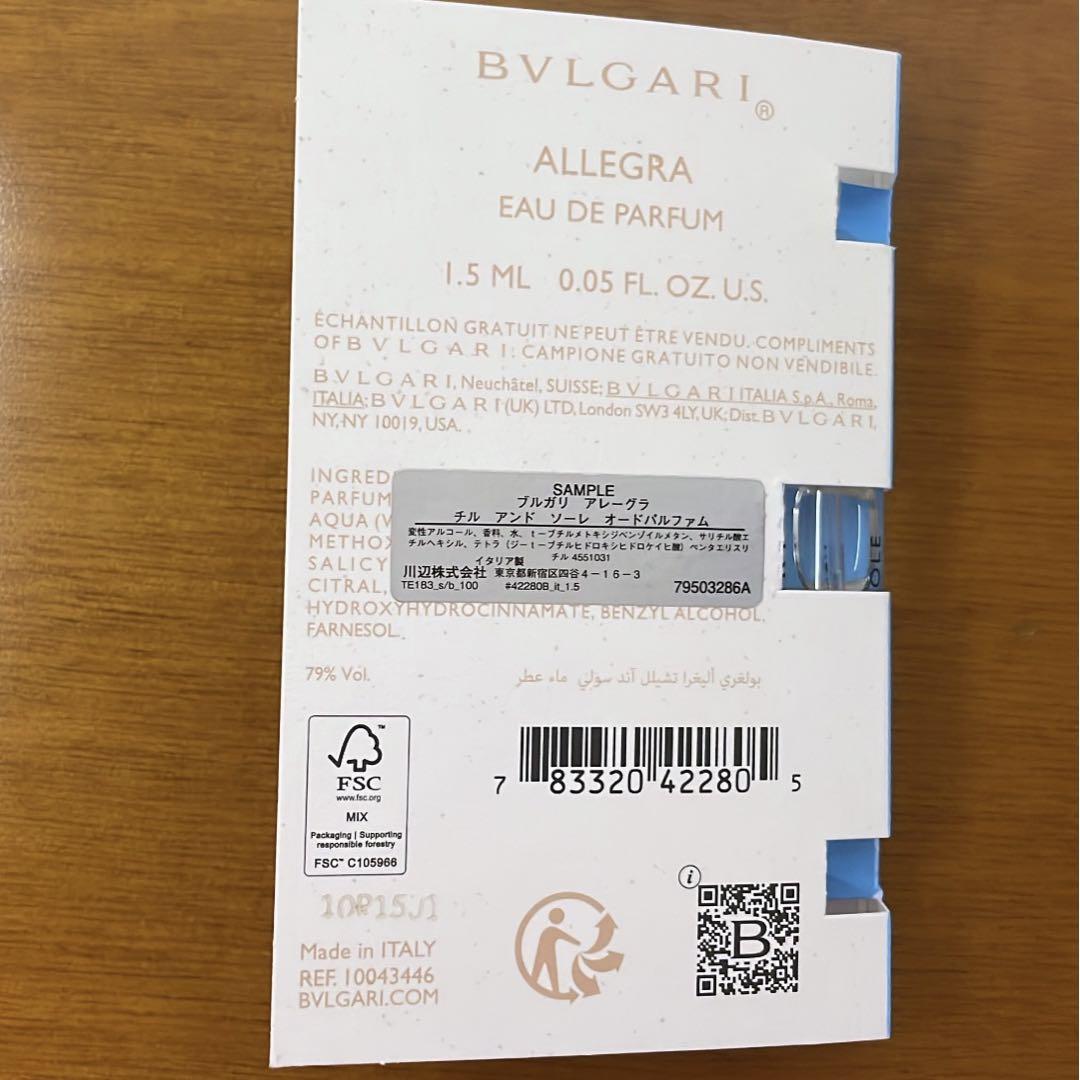 BVLGARI®
ALLEGRA
EAU DE PARFUM
1.5 ML 0.05 FL. OZ. U.S.
ÉCHANTILLON GRATUIT NE PEUT ÊTRE VENDU. COMPLIMENTS
OF BVLGARI. CAMPIONE GRATUITO NON VENDIBILE.
BVLGARI, Neuchâtel, SUISSE; BVLGARI ITALIA S.p.A., Roma,
ITALIA; BVLGARI (UK) LTD, London SW3 4LY, UK; Dist. BVLGARI,
NY, NY 10019, USA.
INGRED
PARFUM
AQUA (W
METHOX
SALICY
CITRAL,
HYDROXYHYDROCINNAMATE, BENZYL ALCOHOL,
FARNESOL.
SAMPLE
ブルガリ アレーグラ
チル アンド ソーレ オードパルファム
変性アルコール、香料、水、t-ブチルメトキシジベンゾイルメタン、サリチル酸エ
チルヘキシル、テトラ(ジ-t-ブチルヒドロキシヒドロケイヒ酸)ペンタエリスリ
チル 4551031
イタリア製
川辺株式会社 東京都新宿区四谷4-16-3
TE183_s/b_100 #42280B_it_1.5 79503286A
OLE
79% Vol.
بولغري أليغرا تشيلل آند سولي ماء عطر
7 83320 42280 5
FSC™
www.fsc.org
MIX
Packaging | Supporting
responsible forestry
FSC™ C105966
i
B
Made in ITALY
REF. 10043446
BVLGARI.COM